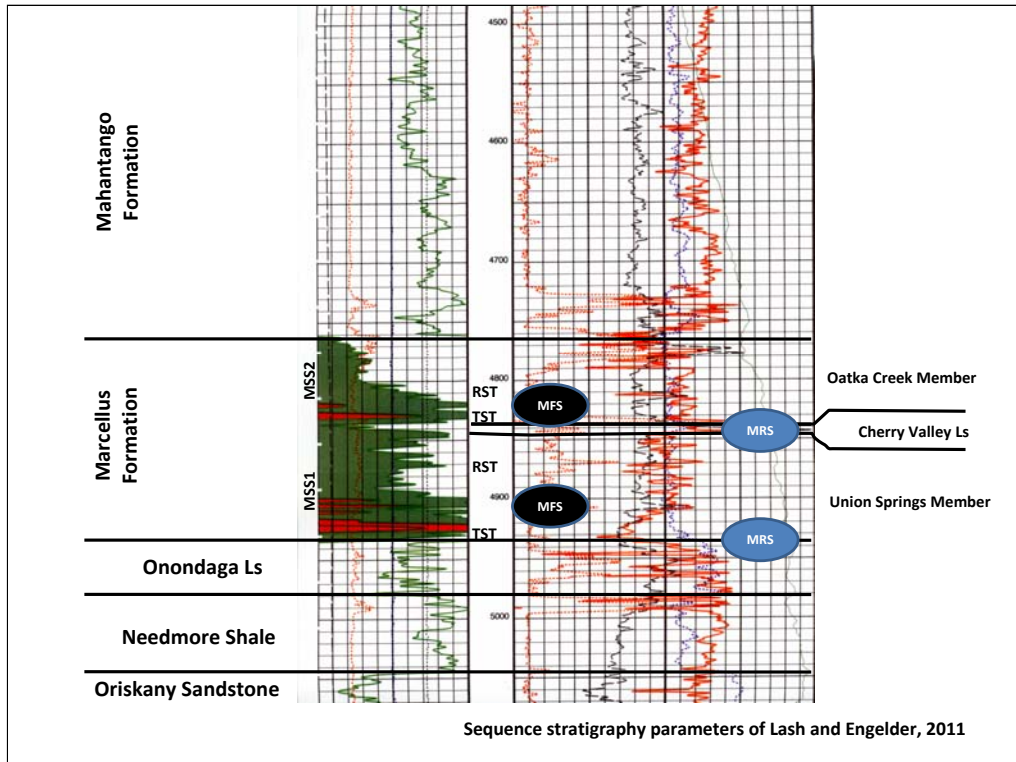 4500
Mahantango
Formation
4600
4700
Marcellus
Formation
MSS2
MSS1
4800
RST
MFS
TST
Oatka Creek Member
MRS
Cherry Valley Ls
RST
4900
MFS
Union Springs Member
TST
MRS
Onondaga Ls
5000
Needmore Shale
Oriskany Sandstone
Sequence stratigraphy parameters of Lash and Engelder, 2011